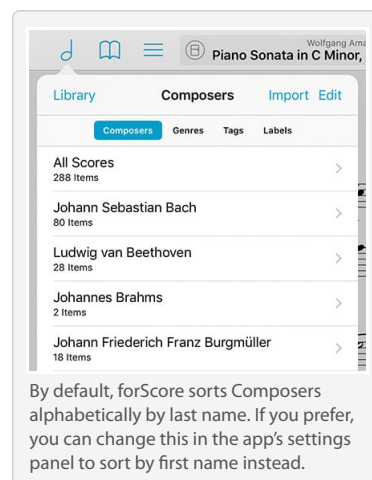 Wolfgang Ama
Piano Sonata in C Minor,
Library Composers Import Edit
Composers Genres Tags Labels
All Scores
288 Items
Johann Sebastian Bach
80 Items
Ludwig van Beethoven
28 Items
Johannes Brahms
2 Items
Johann Friederich Franz Burgmüller
18 Items
By default, forScore sorts Composers
alphabetically by last name. If you prefer,
you can change this in the app’s settings
panel to sort by first name instead.